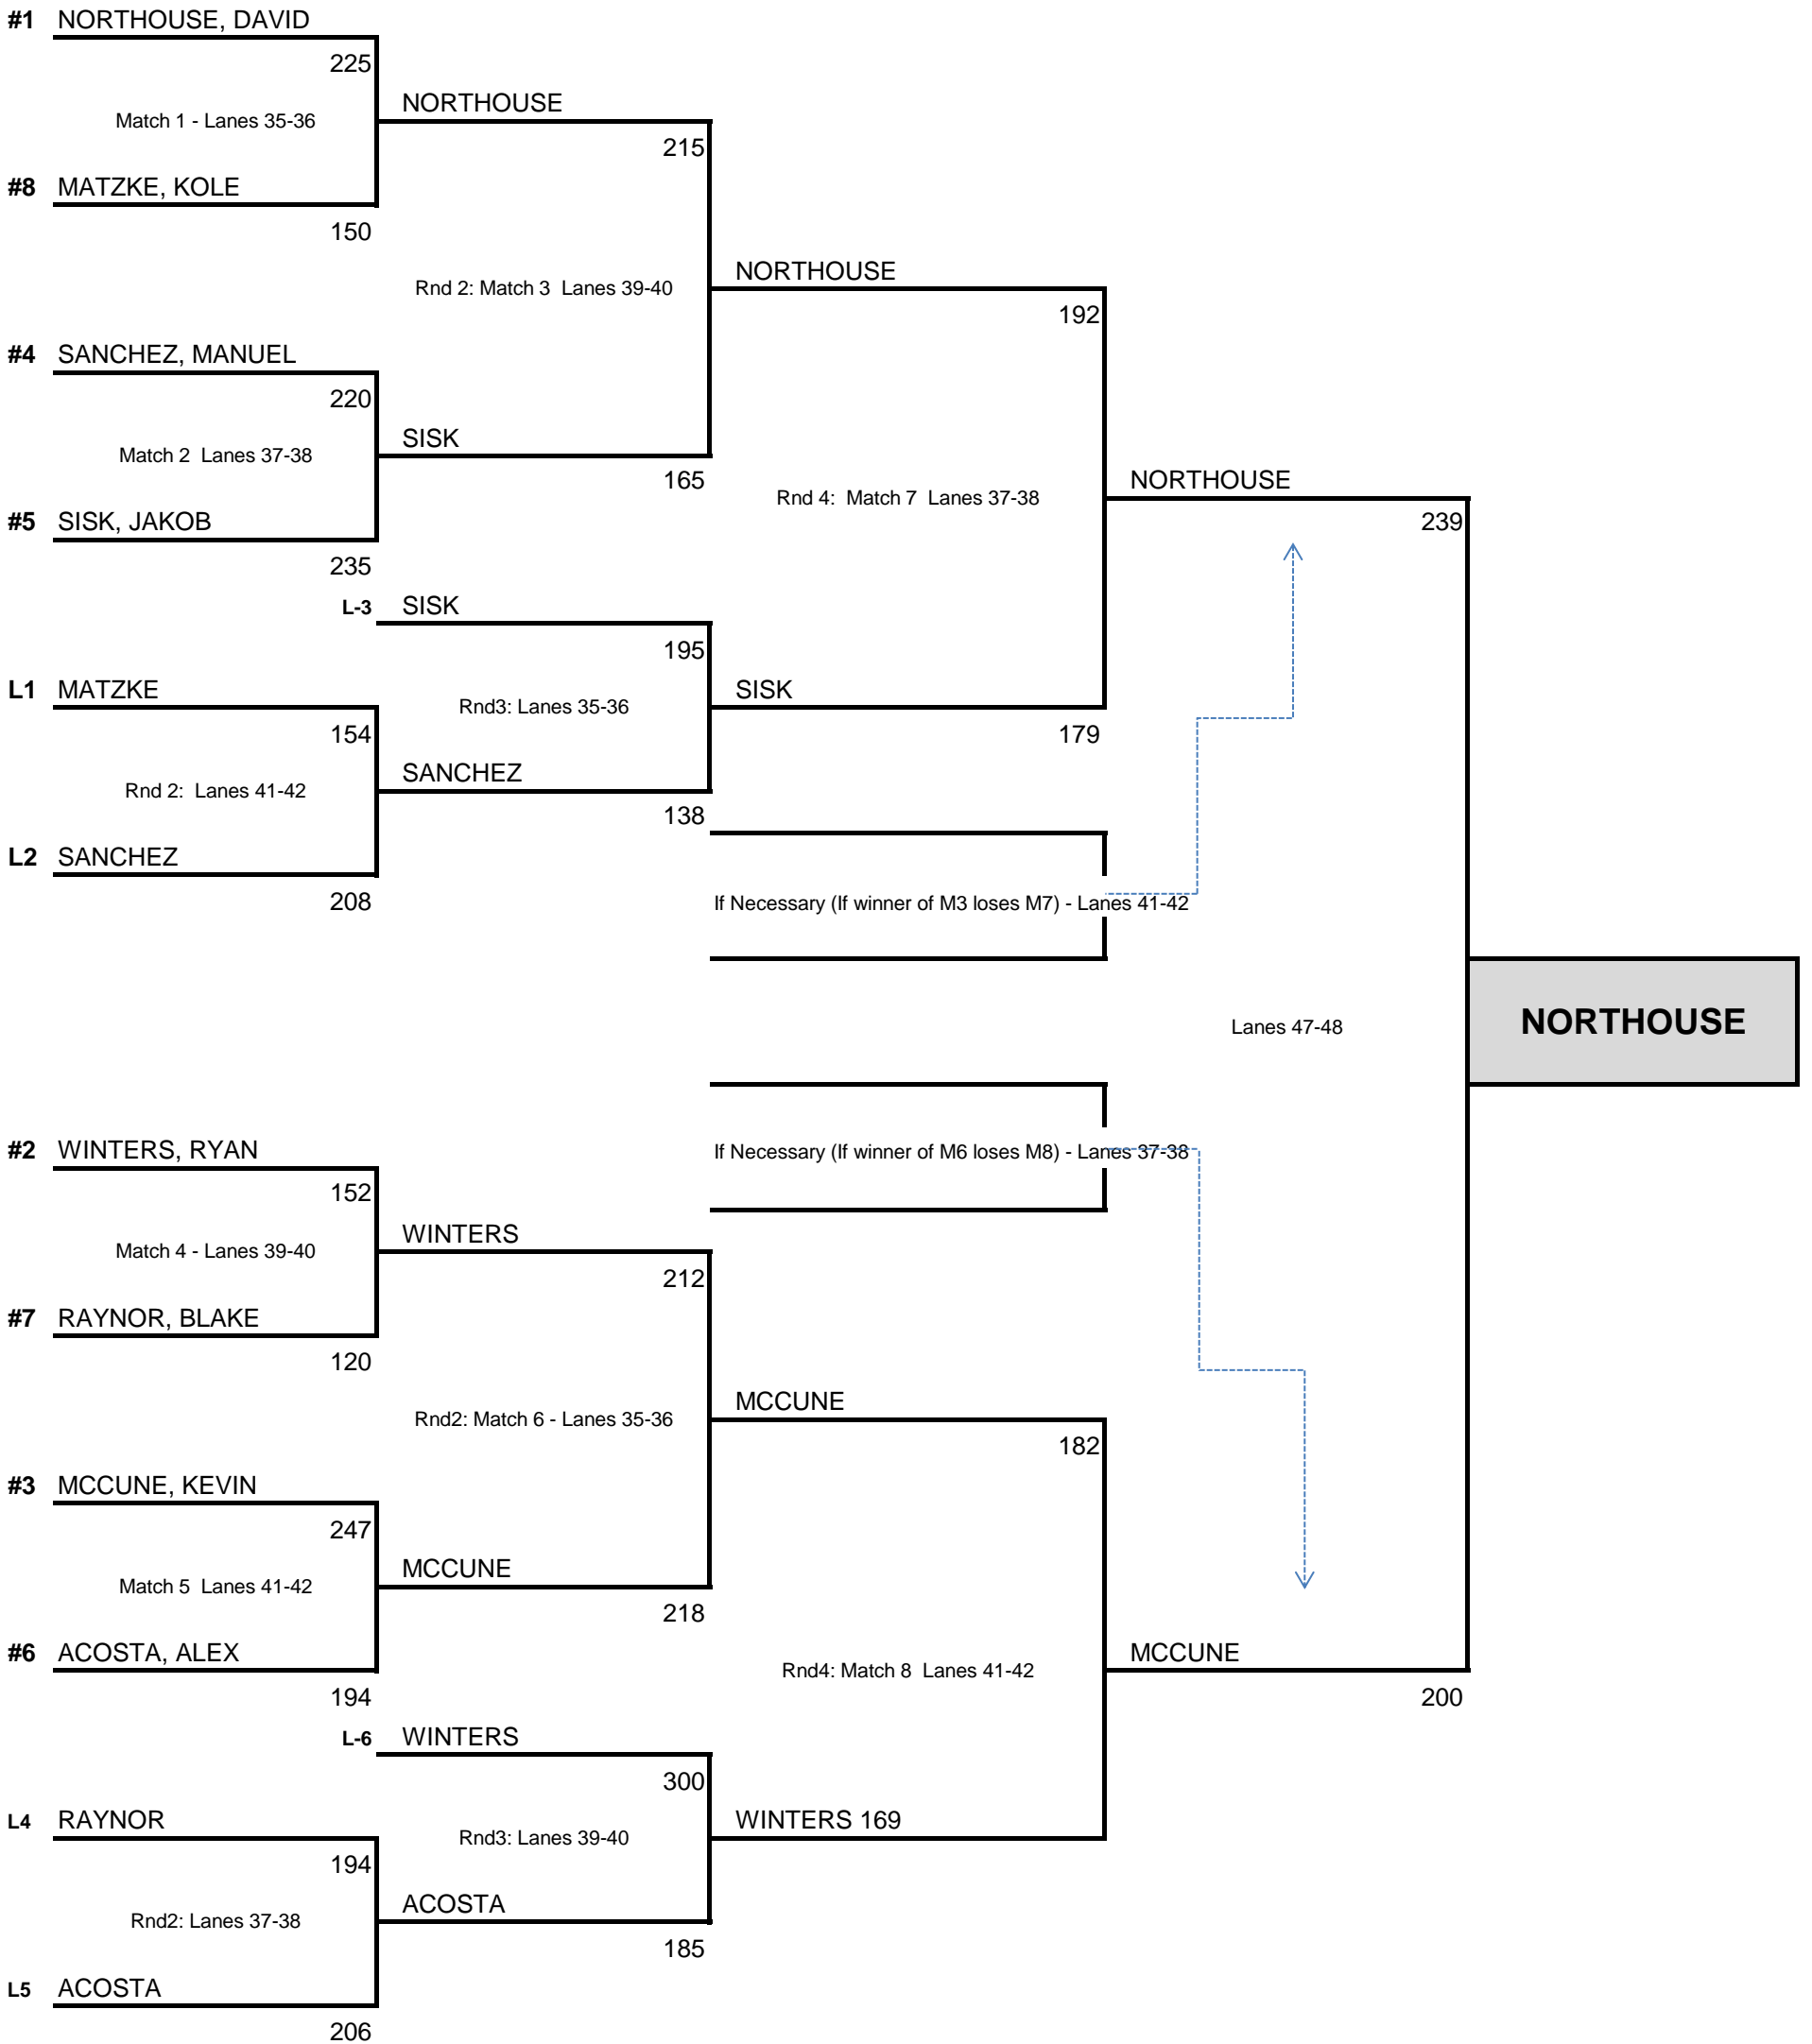 #1 NORTHOUSE, DAVID
225
NORTHOUSE
Match 1 - Lanes 35-36
215
#8 MATZKE, KOLE
150
NORTHOUSE
Rnd 2: Match 3 Lanes 39-40
192
#4 SANCHEZ, MANUEL
220
SISK
Match 2 Lanes 37-38
165
NORTHOUSE
Rnd 4: Match 7 Lanes 37-38
#5 SISK, JAKOB
239
235
L-3 SISK
195
L1 MATZKE
SISK
Rnd3: Lanes 35-36
154
179
SANCHEZ
Rnd 2: Lanes 41-42
138
L2 SANCHEZ
208
If Necessary (If winner of M3 loses M7) - Lanes 41-42
NORTHOUSE
Lanes 47-48
#2 WINTERS, RYAN
If Necessary (If winner of M6 loses M8) - Lanes 37-38
152
WINTERS
Match 4 - Lanes 39-40
212
#7 RAYNOR, BLAKE
120
MCCUNE
Rnd2: Match 6 - Lanes 35-36
182
#3 MCCUNE, KEVIN
247
MCCUNE
Match 5 Lanes 41-42
218
#6 ACOSTA, ALEX
MCCUNE
Rnd4: Match 8 Lanes 41-42
194
200
L-6 WINTERS
300
L4 RAYNOR
WINTERS 169
Rnd3: Lanes 39-40
194
ACOSTA
Rnd2: Lanes 37-38
185
L5 ACOSTA
206